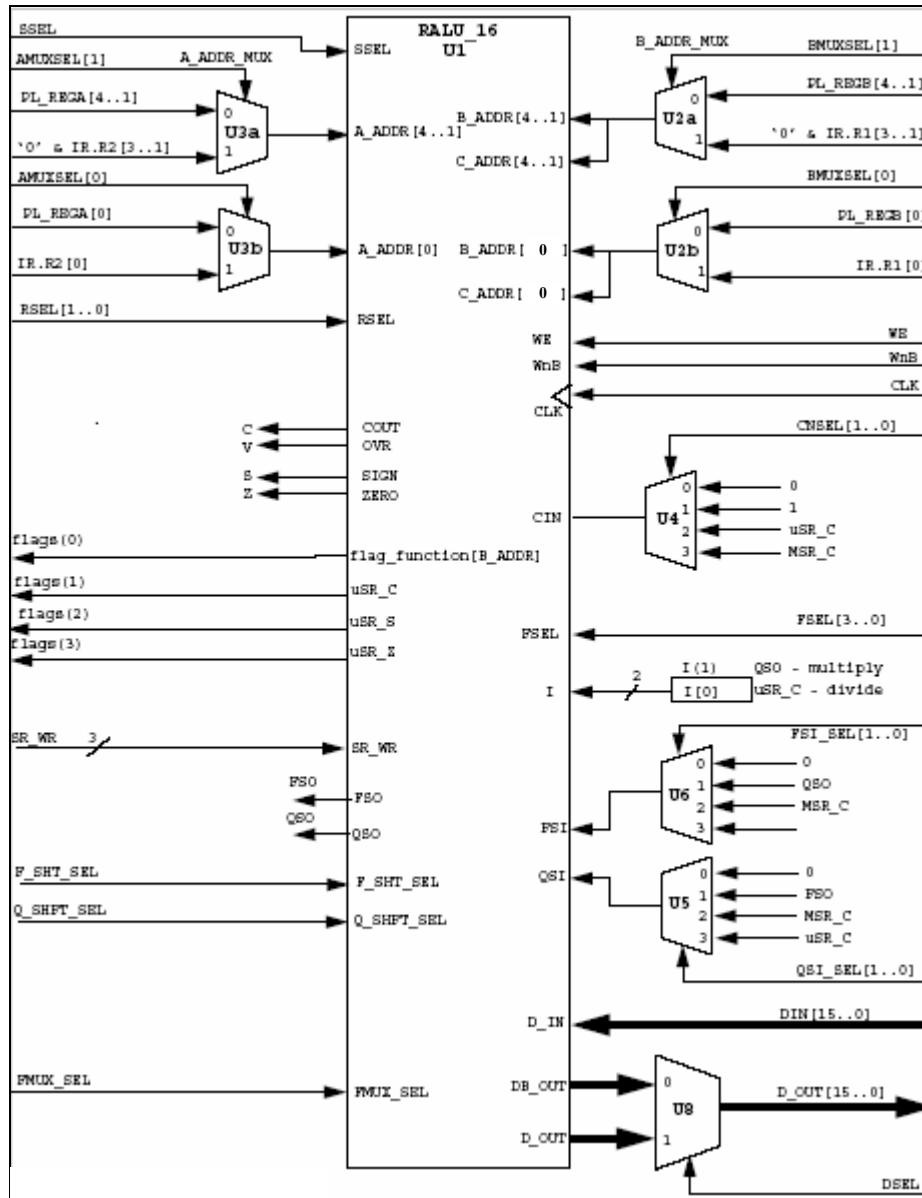 RALU_16
U1
SSEL
SSEL
AMUXSEL[1]
A_ADDR_MUX
PL_REGA[4..1]
0
U3a
1
A_ADDR[4..1]
'0' & IR.R2[3..1]
AMUXSEL[0]
PL_REGA[0]
0
U3b
1
A_ADDR[0]
IR.R2[0]
RSEL[1..0]
RSEL
B_ADDR_MUX
BMUXSEL[1]
PL_REGB[4..1]
0
B_ADDR[4..1]
U2a
1
'0' & IR.R1[3..1]
C_ADDR[4..1]
BMUXSEL[0]
PL_REGB[0]
0
B_ADDR[ 0 ]
U2b
1
IR.R1[0]
C_ADDR[ 0 ]
WE
WE
WnB
WnB
CLK
CLK
C
COUT
V
OVR
S
SIGN
Z
ZERO
CNSEL[1..0]
0
0
1
1
CIN
U4
2
uSR_C
3
MSR_C
flags(0)
flag_function[B_ADDR]
flags(1)
uSR_C
flags(2)
uSR_S
flags(3)
uSR_Z
FSEL
FSEL[3..0]
I
2
I(1)
QSO - multiply
I[0]
uSR_C - divide
SR_WR
3
SR_WR
FSO
FSO
QSO
QSO
FSI_SEL[1..0]
0
0
1
QSO
U6
2
MSR_C
3
FSI
F_SHT_SEL
F_SHT_SEL
Q_SHFT_SEL
Q_SHFT_SEL
QSI
0
0
1
FSO
U5
2
MSR_C
3
uSR_C
QSI_SEL[1..0]
D_IN
DIN[15..0]
FMUX_SEL
FMUX_SEL
DB_OUT
0
U8
D_OUT[15..0]
D_OUT
1
DSEL